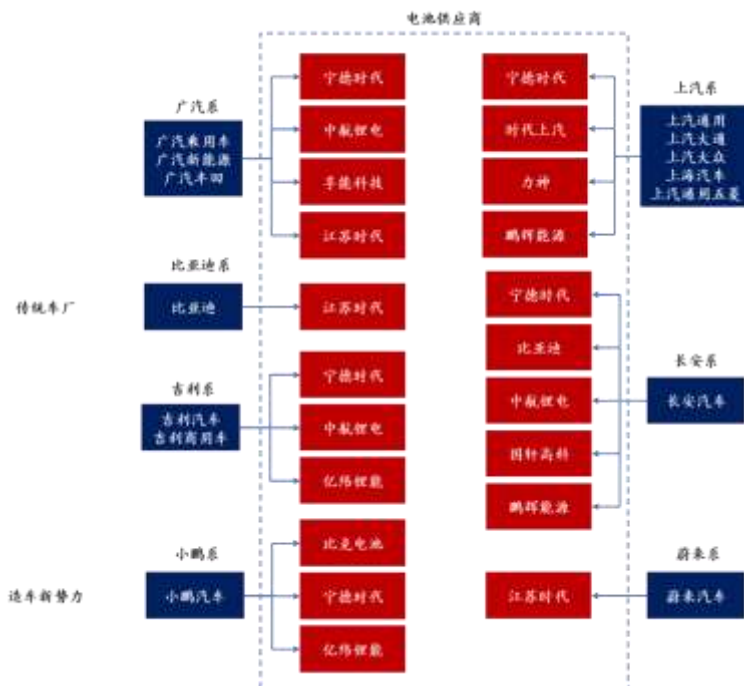 电池供应商
广汽系
广汽乘用车
广汽新能源
广汽丰田
宁德时代
中航锂电
孚能科技
江苏时代
上汽系
上汽通用
上汽大通
上汽大众
上海汽车
上汽通用五菱
宁德时代
时代上汽
力神
鹏辉能源
传统车厂
比亚迪系
比亚迪
江苏时代
吉利系
吉利汽车
吉利商用车
宁德时代
中航锂电
亿纬锂能
长安系
长安汽车
宁德时代
比亚迪
中航锂电
国轩高科
鹏辉能源
造车新势力
小鹏系
小鹏汽车
比克电池
宁德时代
亿纬锂能
蔚来系
蔚来汽车
江苏时代